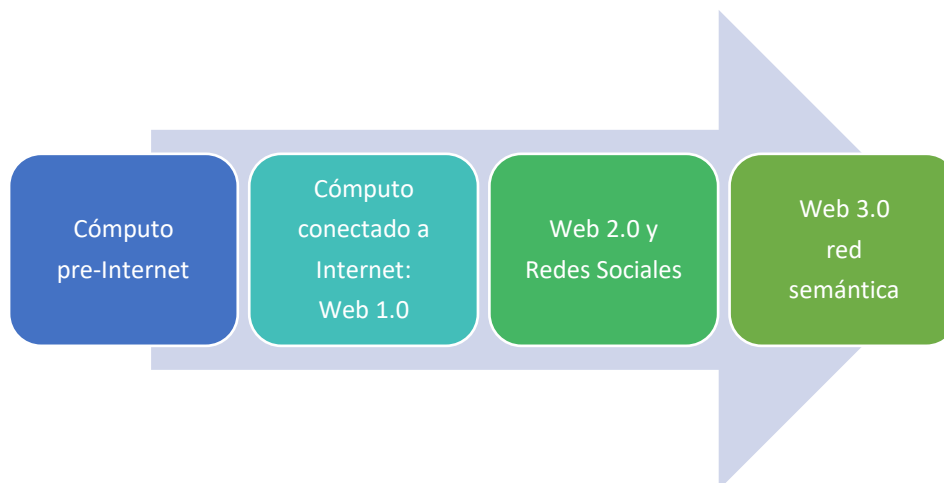 Cómputo
pre-Internet
Cómputo
conectado a
Internet:
Web 1.0
Web 2.0 y
Redes Sociales
Web 3.0
red
semántica